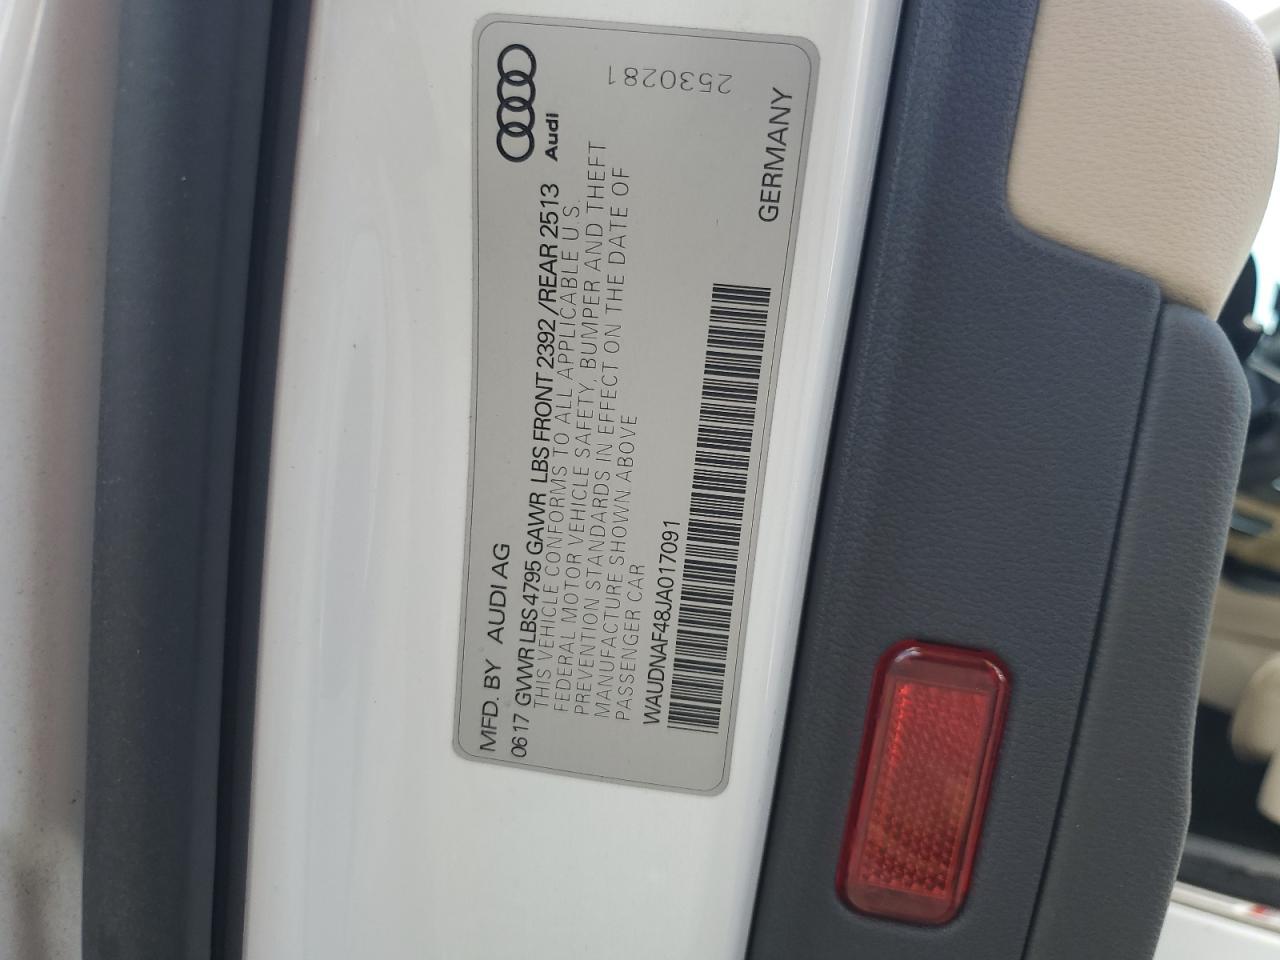 MFD. BY AUDI AG
Audi
0617 GVWR LBS 4795 GAWR LBS FRONT 2392/REAR 2513
THIS VEHICLE CONFORMS TO ALL APPLICABLE U.S.
FEDERAL MOTOR VEHICLE SAFETY, BUMPER AND THEFT
PREVENTION STANDARDS IN EFFECT ON THE DATE OF
MANUFACTURE SHOWN ABOVE
PASSENGER CAR
WAUDNAF48JA017091
2530281
GERMANY